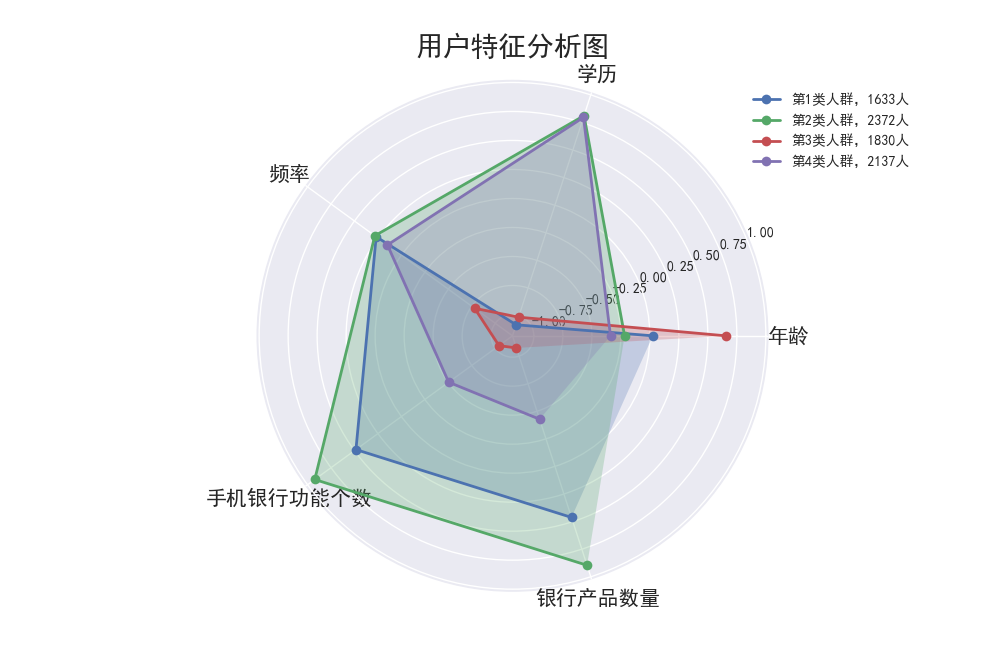 用户特征分析图
学历
第1类人群，1633人
第2类人群，2372人
第3类人群，1830人
第4类人群，2137人
频率
1.00
0.75
0.50
0.25
0.00
−0.25
−0.50
−0.75
−1.00
年龄
手机银行功能个数
银行产品数量